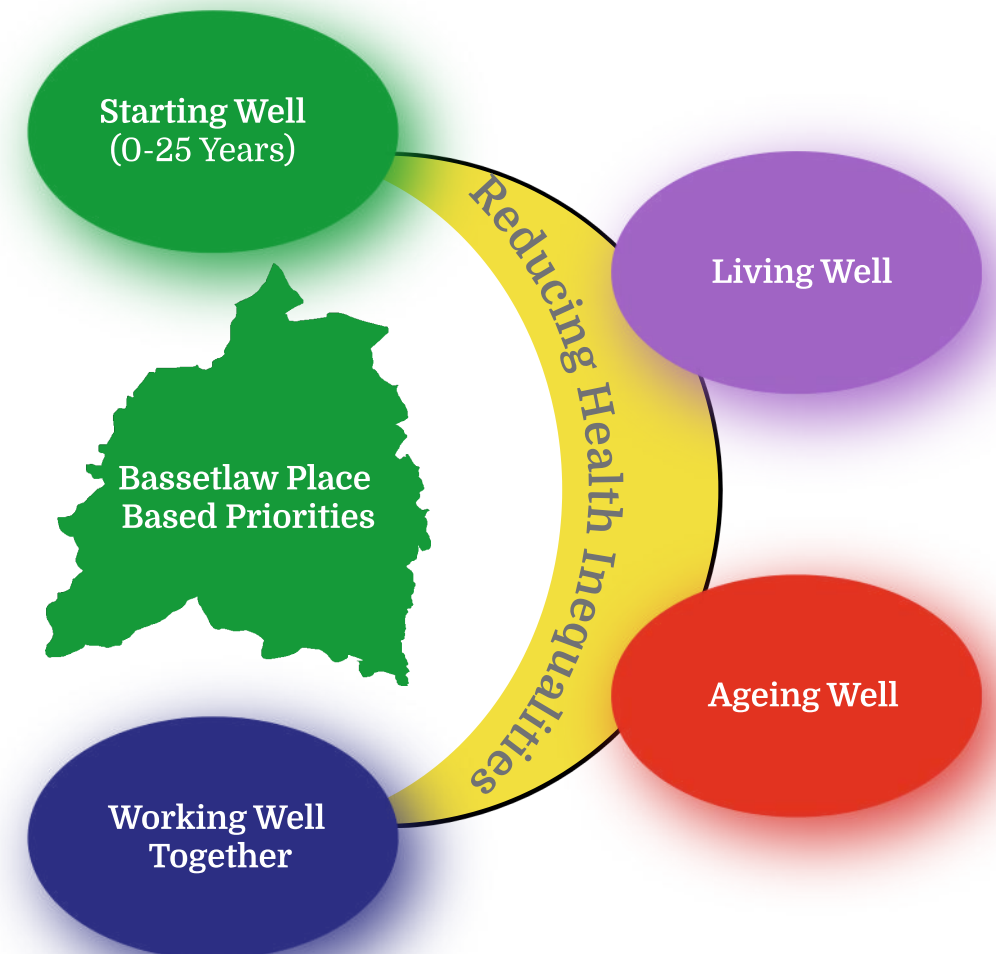 Starting Well
(0-25 Years)
Reducing Health Inequalities
Living Well
Bassetlaw Place
Based Priorities
Ageing Well
Working Well
Together